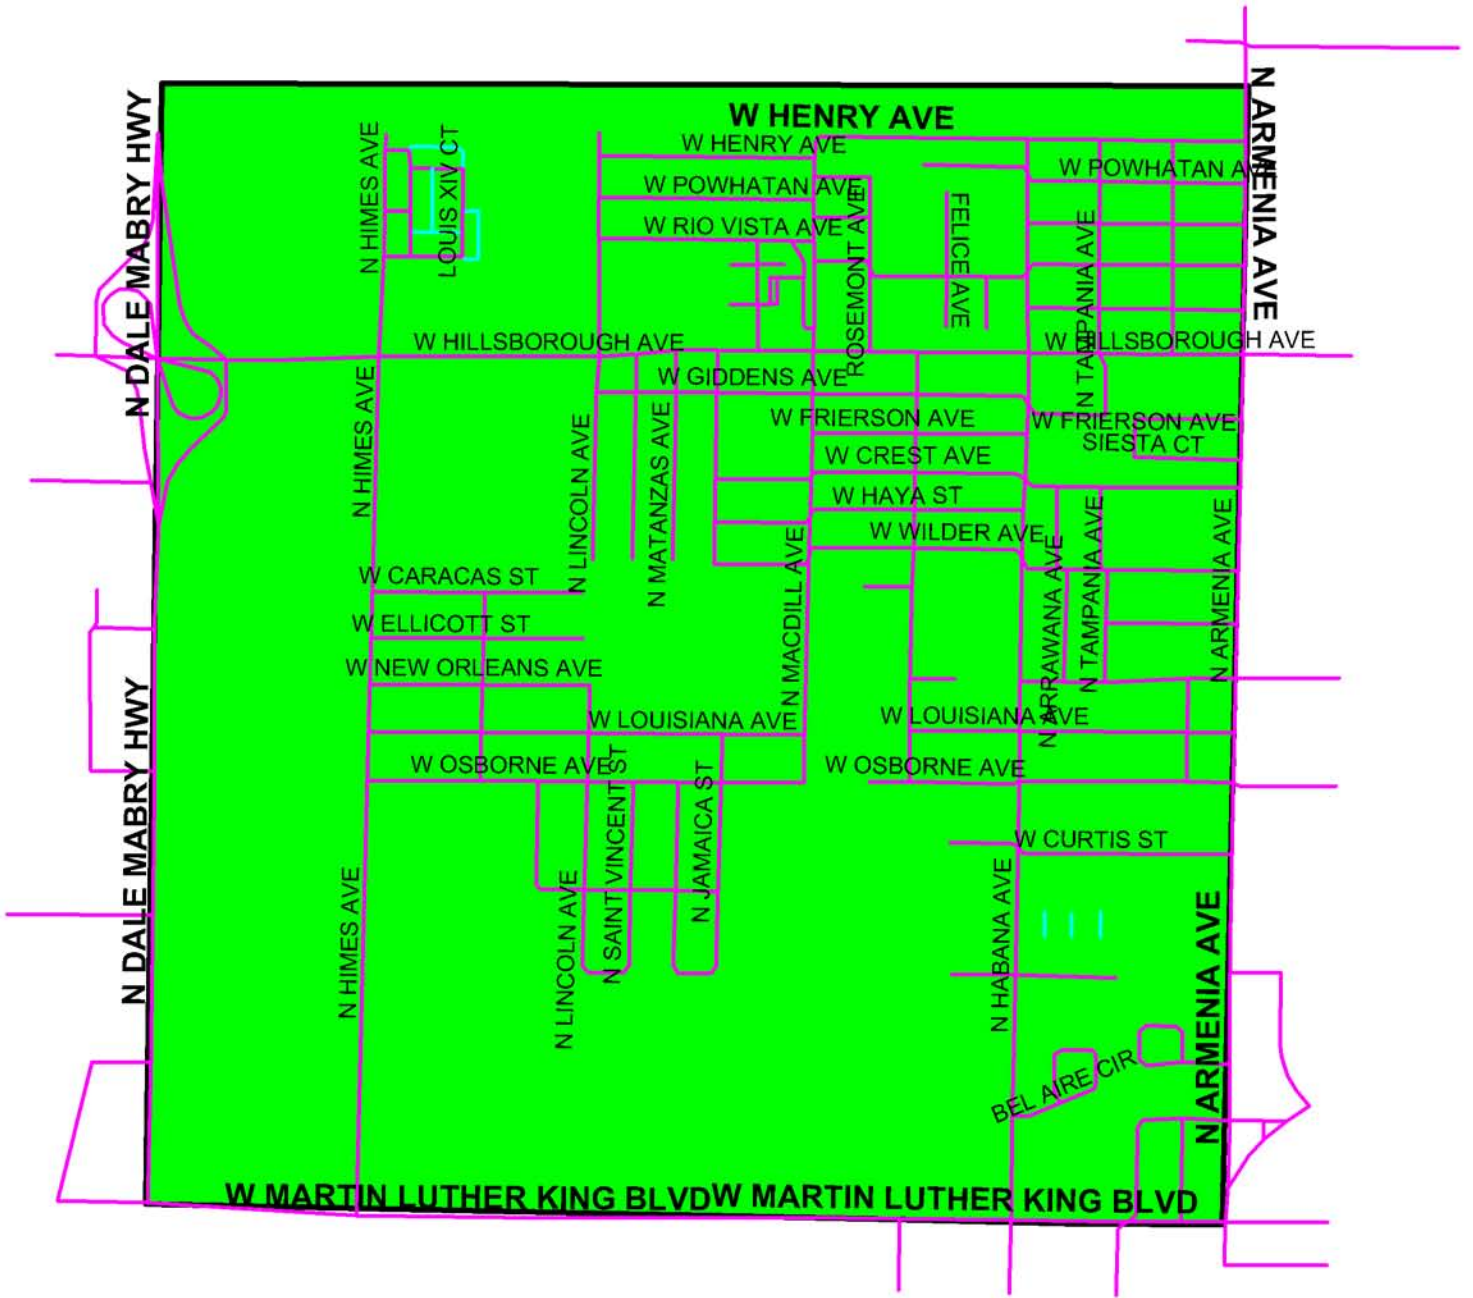 W HENRY AVE
N DALE MABRY HWY
N ARMENIA AVE
N HIMES AVE
LOUIS XIV CT
W HENRY AVE
W POWHATAN AVE
W POWHATAN AVE
W RIO VISTA AVE
ROSEMONT AVE
FELICE AVE
N TAMPANIA AVE
W HILLSBOROUGH AVE
W HILLSBOROUGH AVE
N HIMES AVE
W GIDDENS AVE
N LINCOLN AVE
N MATANZAS AVE
W FRIERSON AVE
W FRIERSON AVE
SIESTA CT
W CREST AVE
W HAYA ST
W WILDER AVE
N MACDILL AVE
N ARRAWANA AVE
N TAMPANIA AVE
N ARMENIA AVE
W CARACAS ST
W ELLICOTT ST
W NEW ORLEANS AVE
W LOUISIANA AVE
W LOUISIANA AVE
W OSBORNE AVE
W OSBORNE AVE
N DALE MABRY HWY
N SAINT VINCENT ST
N JAMAICA ST
W CURTIS ST
N HIMES AVE
N LINCOLN AVE
N HABANA AVE
N ARMENIA AVE
BEL AIRE CIR
W MARTIN LUTHER KING BLVD
W MARTIN LUTHER KING BLVD